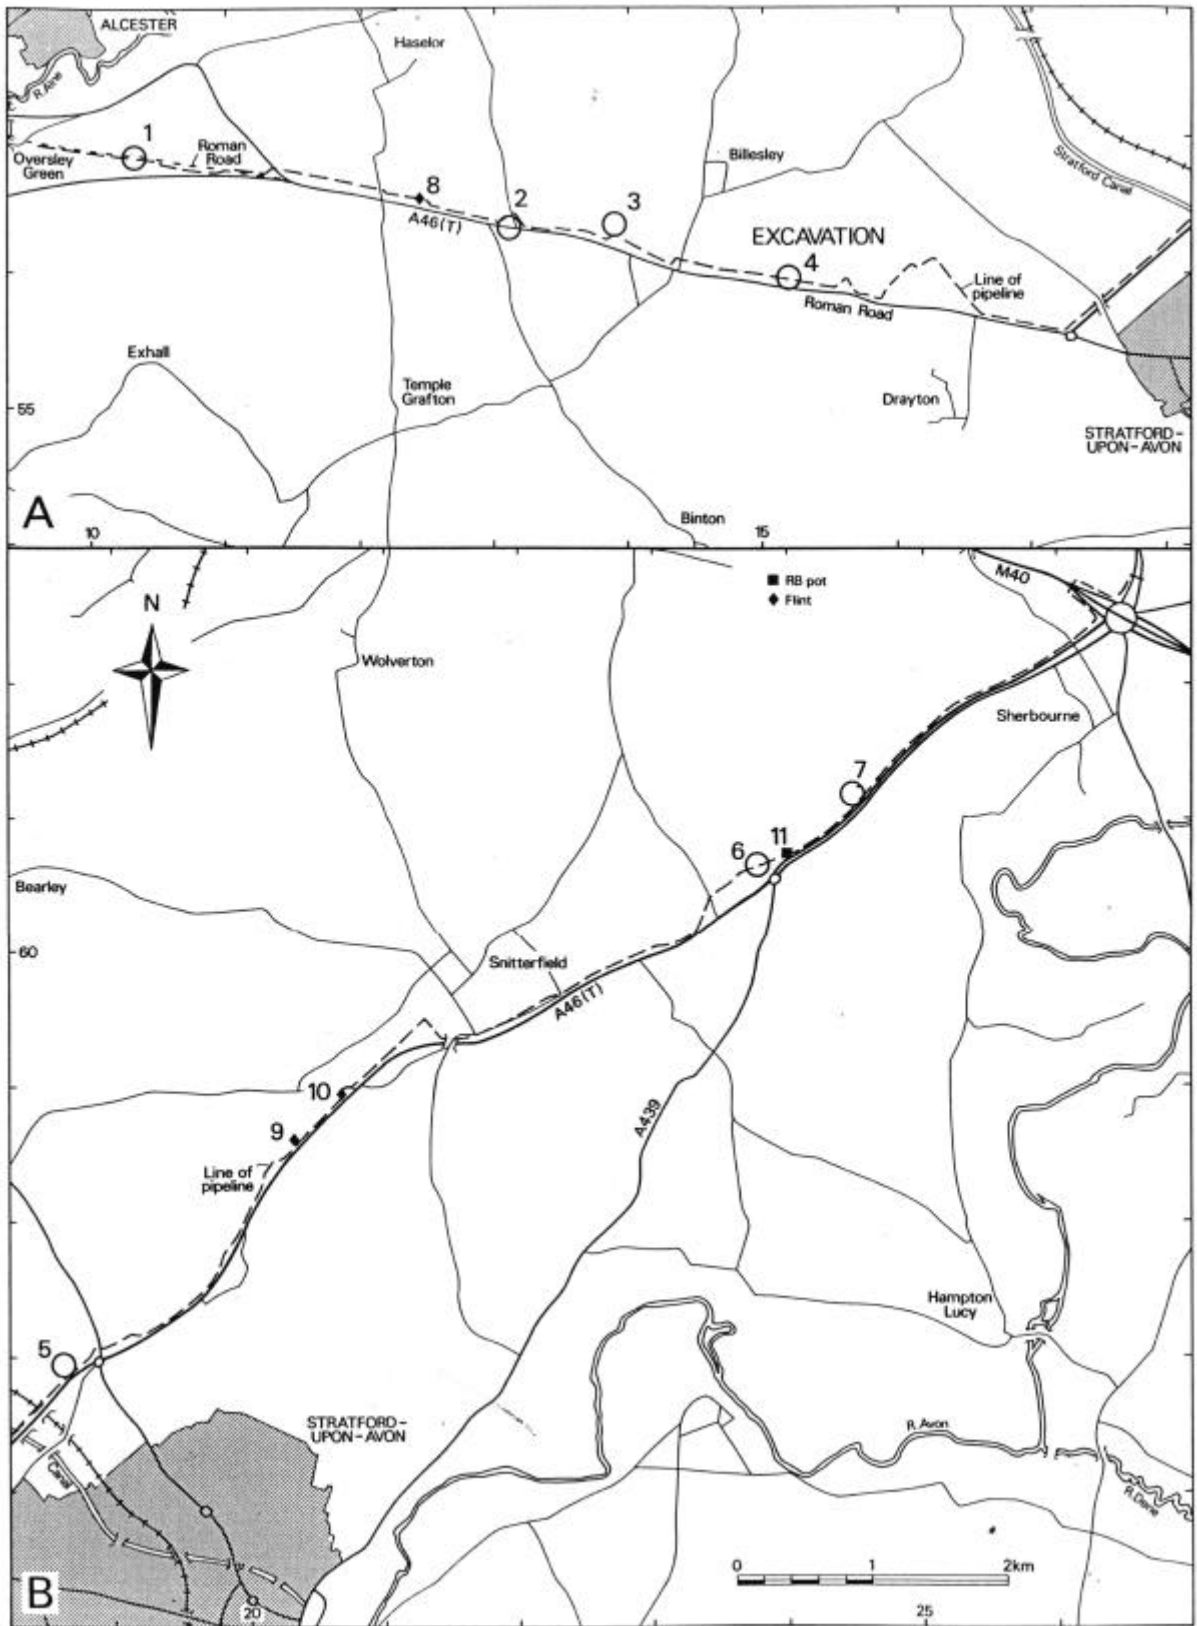 ALCESTER
Haselor
R. Alne
1
Roman
Road
Oversley
Green
Billesley
Stratford Canal
8
2
3
A46(T)
EXCAVATION
4
Line of
pipeline
Roman Road
Exhall
Temple
Grafton
Drayton
55
STRATFORD-
UPON-AVON
A
10
Binton
15
RB pot
Flint
M40
N
Wolverton
Sherbourne
7
11
6
Bearley
60
Snitterfield
A46(T)
10
9
A439
Line of
pipeline
Hampton
Lucy
5
STRATFORD-
UPON-AVON
R. Avon
Canal
R. Dene
0 1 2km
B
20
25